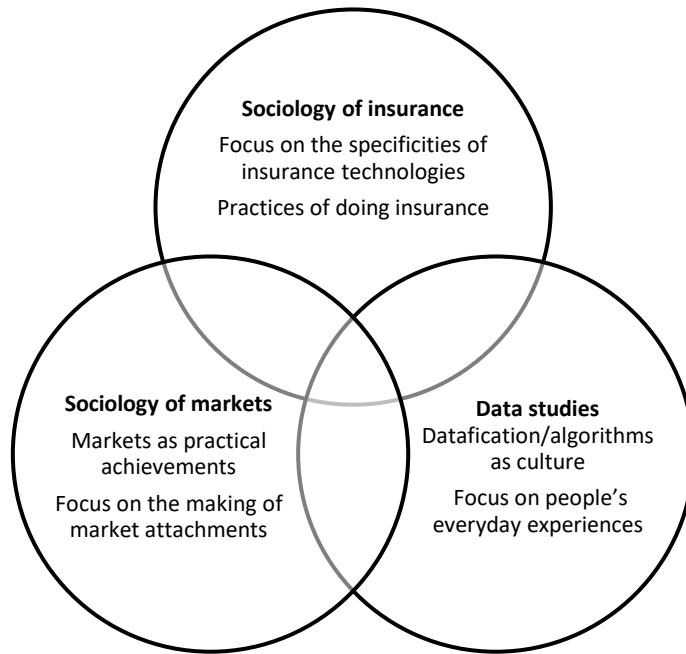 Sociology of insurance
Focus on the specificities of
insurance technologies
Practices of doing insurance
Sociology of markets
Markets as practical
achievements
Focus on the making of
market attachments
Data studies
Datafication/algorithms
as culture
Focus on people’s
everyday experiences